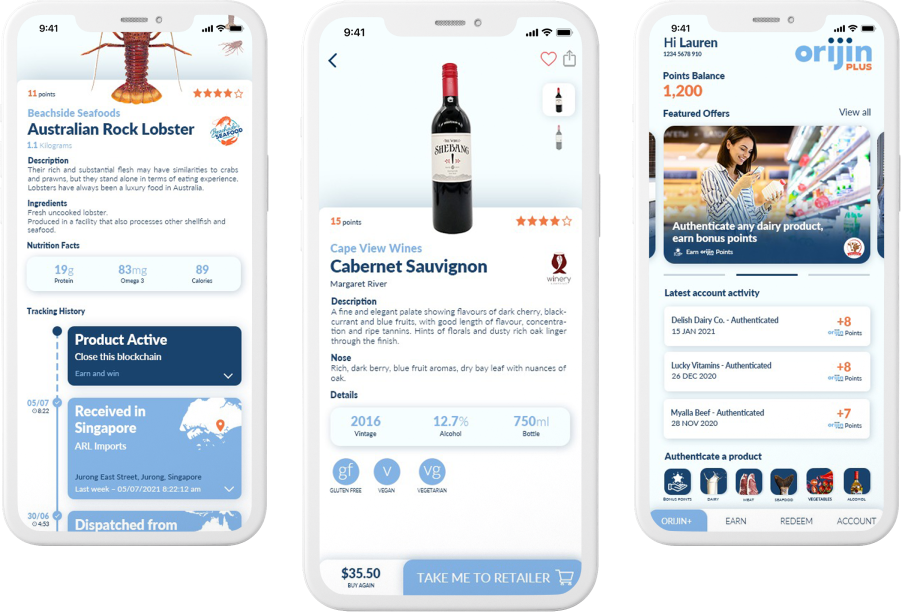 9:41
11 points
Beachside Seafoods
Australian Rock Lobster
1.1 Kilograms
Beachside
SEAFOOD
Description
Their rich and substantial flesh may have similarities to crabs
and prawns, but they stand alone in terms of eating experience.
Lobsters have always been a luxury food in Australia.
Ingredients
Fresh uncooked lobster.
Produced in a facility that also processes other shellfish and
seafood.
Nutrition Facts
19g
Protein
83mg
Omega 3
89
Calories
Tracking History
Product Active
Close this blockchain
Earn and win
05/07
8:22
Received in
Singapore
ARL Imports
Jurong East Street, Jurong, Singapore
Last week – 05/07/2021 8:22:12 am
30/06
4:53
Dispatched from
9:41
SHEBANG
15 points
Cape View Wines
Cabernet Sauvignon
Margaret River
winery
Description
A fine and elegant palate showing flavours of dark cherry, black-
currant and blue fruits, with good length of flavour, concentra-
tion and ripe tannins. Hints of florals and dusty rich oak linger
through the finish.
Nose
Rich, dark berry, blue fruit aromas, dry bay leaf with nuances of
oak.
Details
2016
Vintage
12.7%
Alcohol
750ml
Bottle
gf
GLUTEN FREE
v
VEGAN
vg
VEGETARIAN
$35.50
BUY AGAIN
TAKE ME TO RETAILER
9:41
Hi Lauren
1234 5678 910
orijin
PLUS
Points Balance
1,200
Featured Offers
View all
Authenticate any dairy product,
earn bonus points
Earn orijin Points
Latest account activity
Delish Dairy Co. - Authenticated
15 JAN 2021
+8
orijin Points
Lucky Vitamins - Authenticated
26 DEC 2020
+8
orijin Points
Myalla Beef - Authenticated
28 NOV 2020
+7
orijin Points
Authenticate a product
BONUS POINTS
DAIRY
MEAT
SEAFOOD
VEGETABLES
ALCOHOL
ORIJIN+
EARN
REDEEM
ACCOUNT